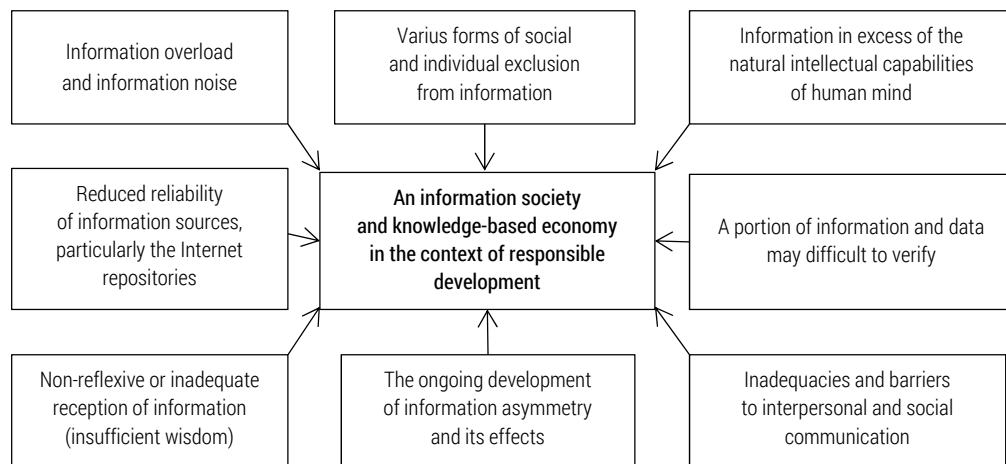 Information overload
and information noise
Varius forms of social
and individual exclusion
from information
Information in excess of the
natural intellectual capabilities
of human mind
Reduced reliability
of information sources,
particularly the Internet
repositories
An information society
and knowledge-based economy
in the context of responsible
development
A portion of information and data
may difficult to verify
Non-reflexive or inadequate
reception of information
(insufficient wisdom)
The ongoing development
of information asymmetry
and its effects
Inadequacies and barriers
to interpersonal and social
communication